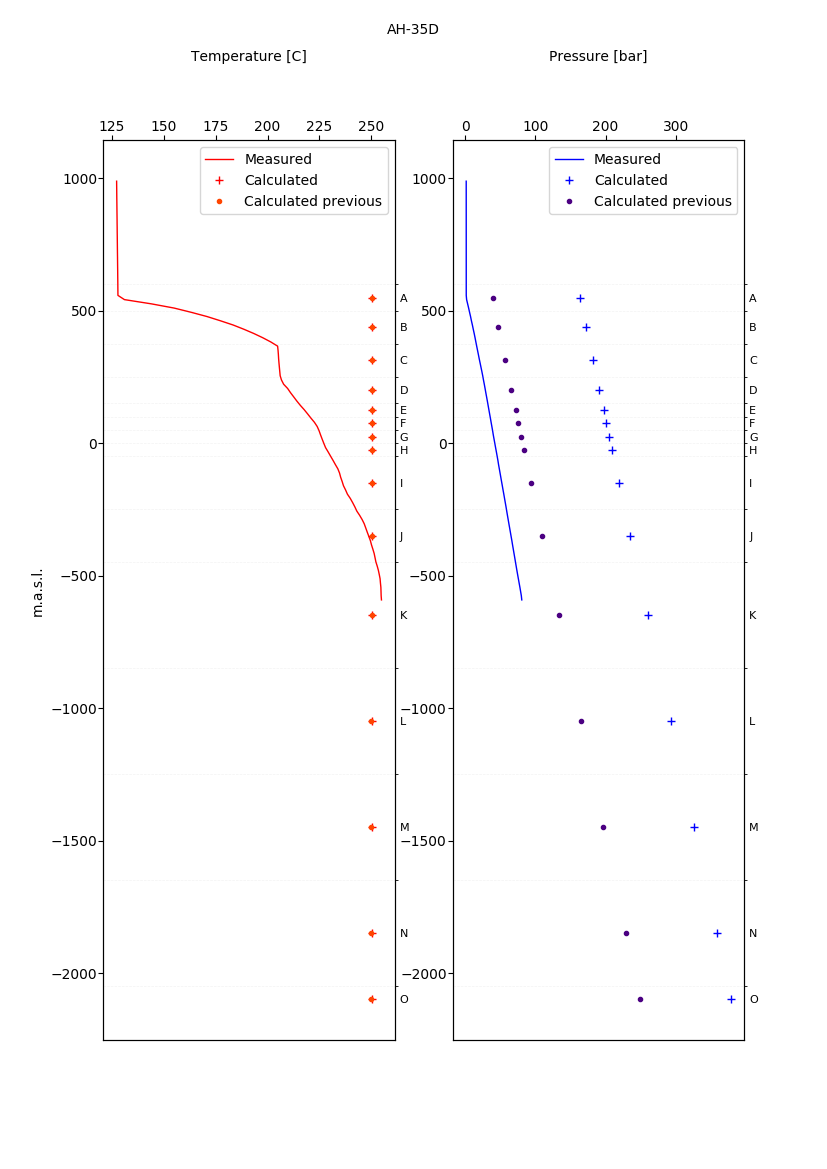 AH-35D
Temperature [C] Pressure [bar]
125 150 175 200 225 250 0 100 200 300
Measured Measured
1000 Calculated 1000 Calculated
Calculated previous Calculated previous
A A
500 500
B B
C C
D D
E E
F F
G G
0 0
H H
I I
J J
−500 −500
m.a.s.l.
K K
−1000 −1000
L L
M M
−1500 −1500
N N
−2000 −2000
O O